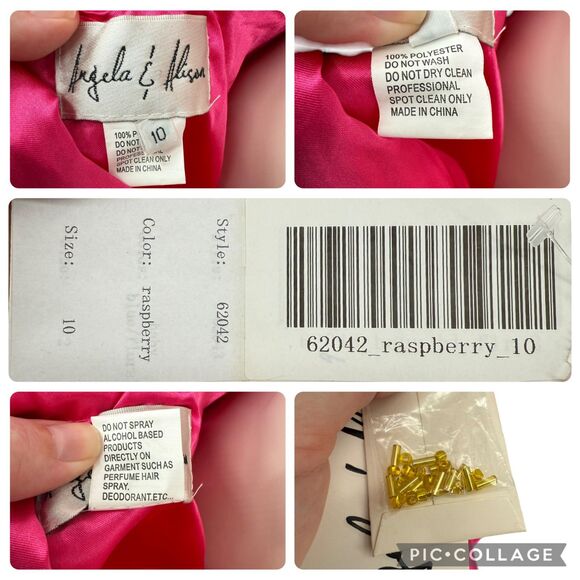 Angela & Alison
10
100% P
DO NOT
DO NOT
PROFESS
SPOT CLEAN ONLY
MADE IN CHINA
100% POLYESTER
DO NOT WASH
DO NOT DRY CLEAN
PROFESSIONAL
SPOT CLEAN ONLY
MADE IN CHINA
Style: 62042
Color: raspberry
Size: 10
62042_raspberry_10
DO NOT SPRAY
ALCOHOL BASED
PRODUCTS
DIRECTLY ON
GARMENT SUCH AS
PERFUME HAIR
SPRAY.
DEODORANT.ETC...
PIC•COLLAGE